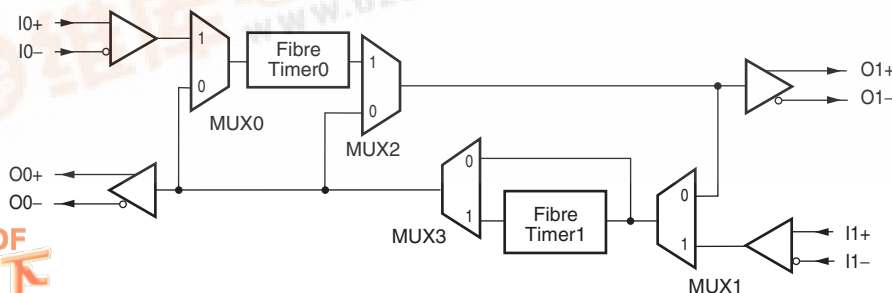 I0+
I0–
1
0
MUX0
Fibre
Timer0
1
0
MUX2
O1+
O1–
O0+
O0–
MUX3
0
1
Fibre
Timer1
0
1
MUX1
I1+
I1–
DF